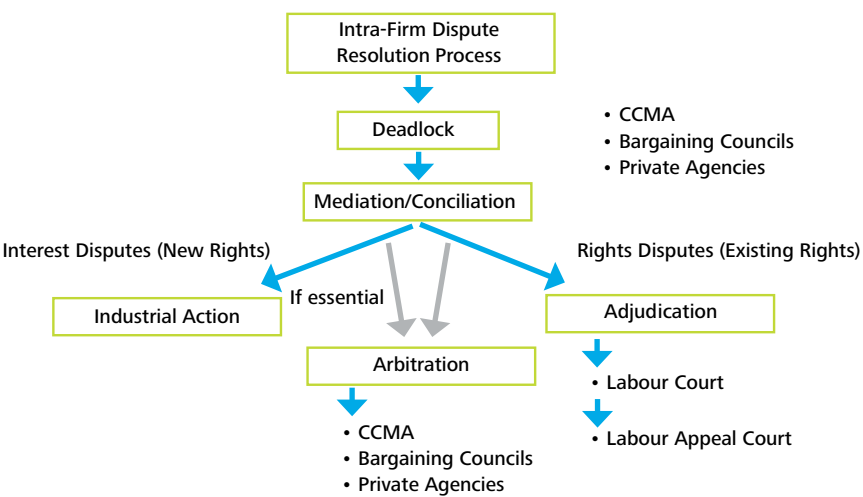 Intra-Firm Dispute
Resolution Process
Deadlock
• CCMA
• Bargaining Councils
• Private Agencies
Mediation/Conciliation
Interest Disputes (New Rights)
Rights Disputes (Existing Rights)
If essential
Industrial Action
Adjudication
Arbitration
• Labour Court
• Labour Appeal Court
• CCMA
• Bargaining Councils
• Private Agencies